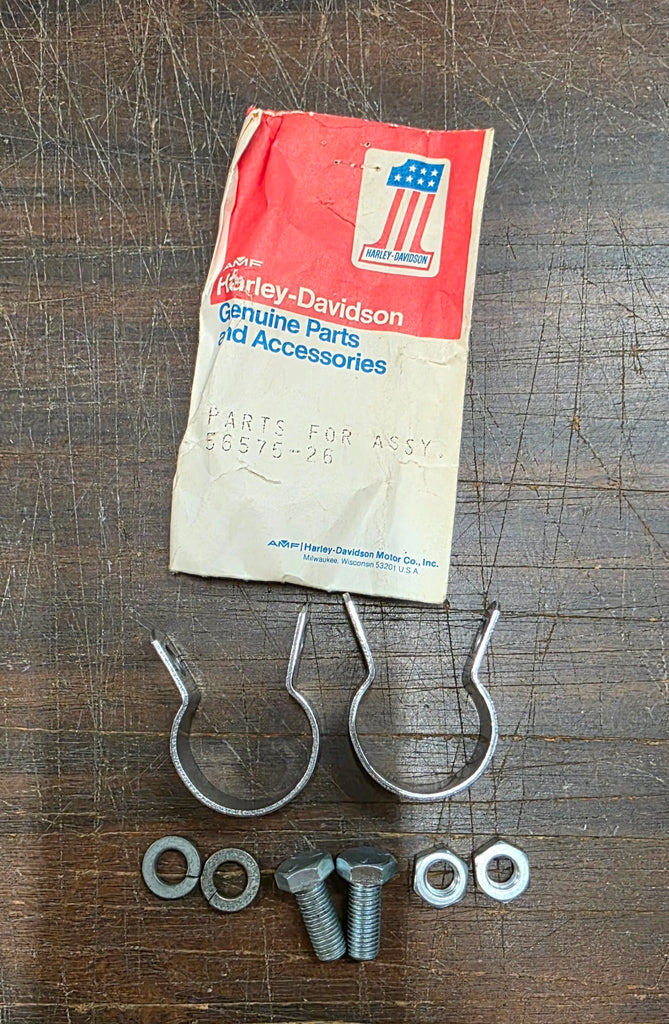 HARLEY-DAVIDSON
AMF
Harley-Davidson
Genuine Parts
and Accessories
PARTS FOR ASSY.
56575-26
AMF | Harley-Davidson Motor Co., Inc.
Milwaukee, Wisconsin 53201 U.S.A.